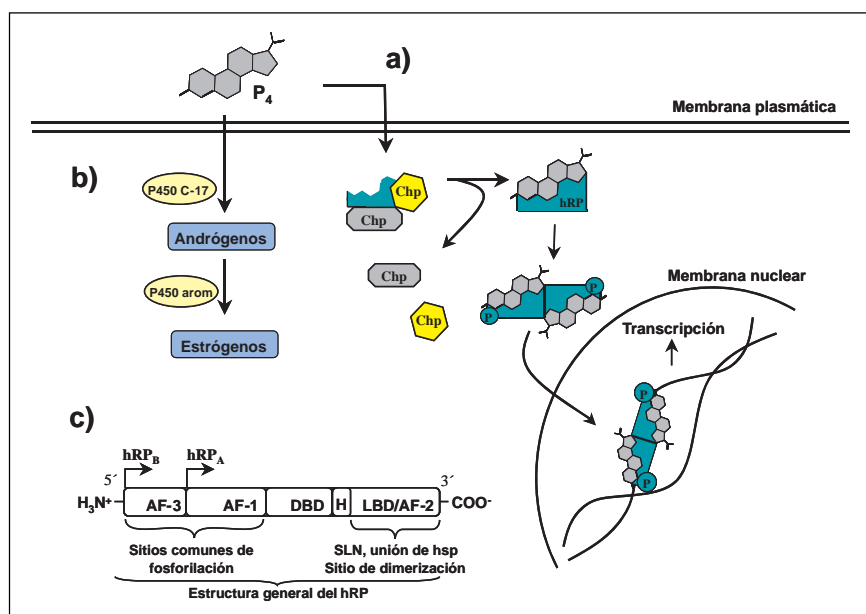 a)
P4
Membrana plasmática
b)
P450 C-17
Andrógenos
P450 arom
Estrógenos
Chp
Chp
hRP
Chp
Chp
P
P
Membrana nuclear
Transcripción
P
P
c)
hRPB
hRPA
5´
3´
H3N+
AF-3
AF-1
DBD
H
LBD/AF-2
COO-
Sitios comunes de
fosforilación
SLN, unión de hsp
Sitio de dimerización
Estructura general del hRP